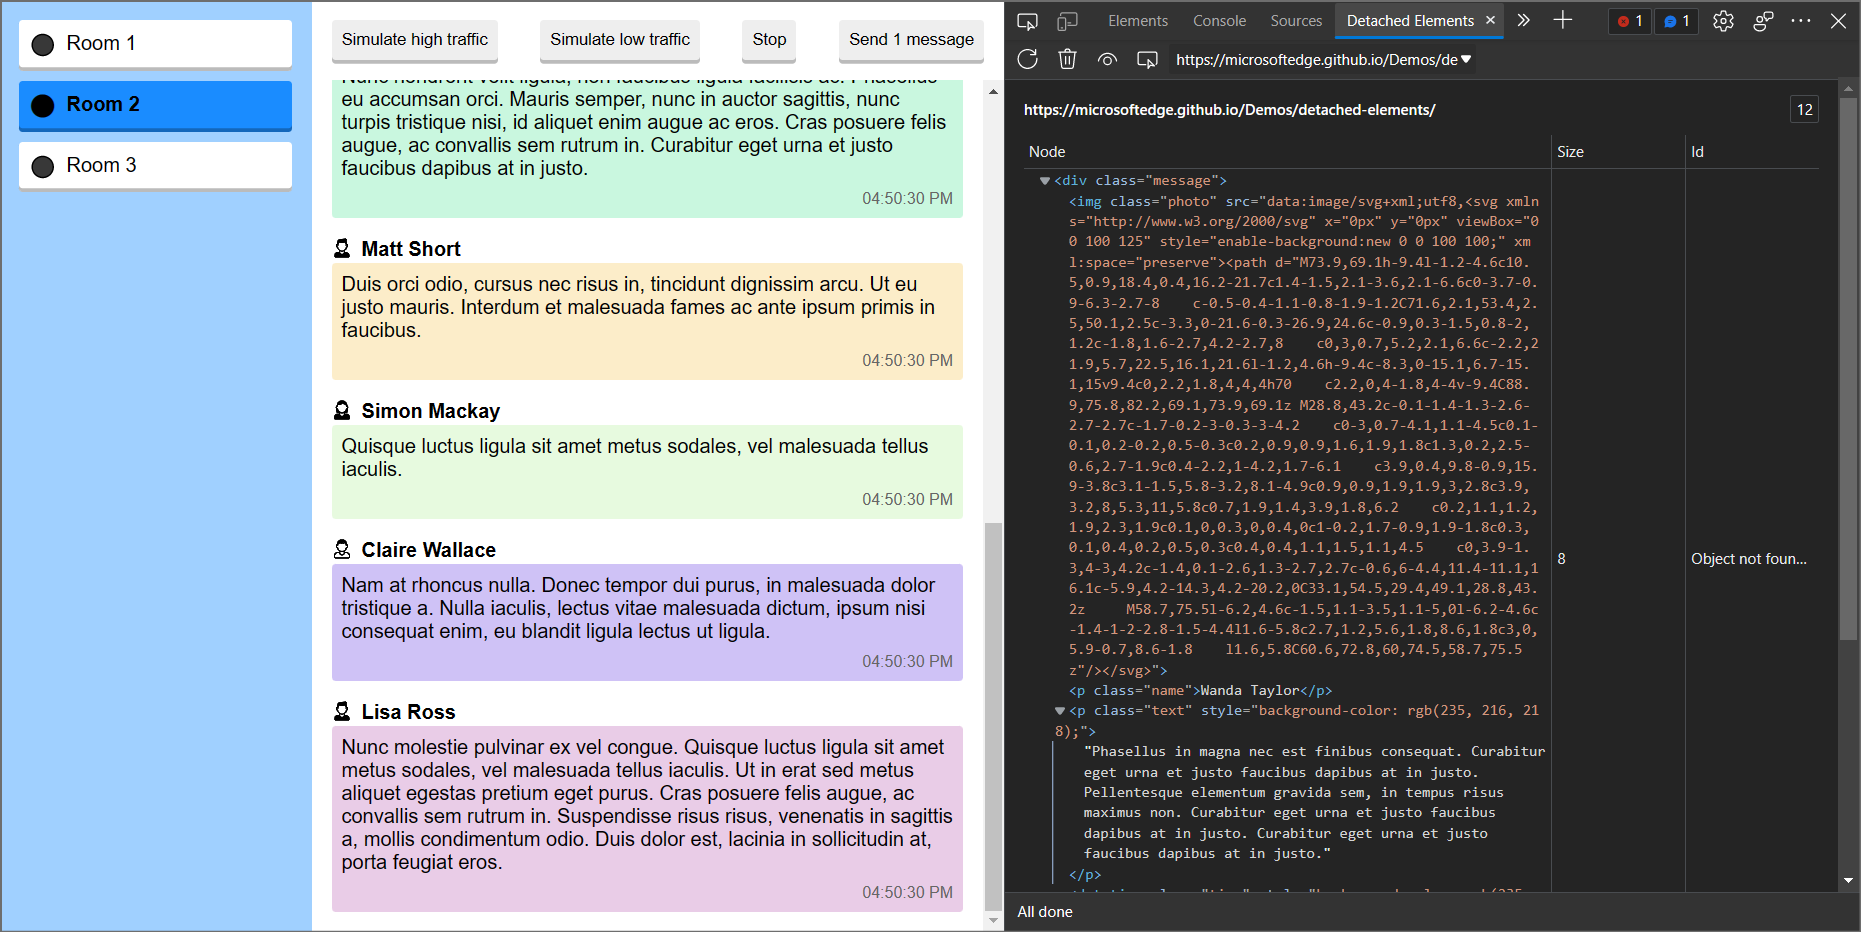 Room 1
Room 2
Room 3
Simulate high traffic
Simulate low traffic
Stop
Send 1 message
eu accumsan orci. Mauris semper, nunc in auctor sagittis, nunc
turpis tristique nisi, id aliquet enim augue ac eros. Cras posuere felis
augue, ac convallis sem rutrum in. Curabitur eget urna et justo
faucibus dapibus at in justo.
04:50:30 PM
Matt Short
Duis orci odio, cursus nec risus in, tincidunt dignissim arcu. Ut eu
justo mauris. Interdum et malesuada fames ac ante ipsum primis in
faucibus.
04:50:30 PM
Simon Mackay
Quisque luctus ligula sit amet metus sodales, vel malesuada tellus
iaculis.
04:50:30 PM
Claire Wallace
Nam at rhoncus nulla. Donec tempor dui purus, in malesuada dolor
tristique a. Nulla iaculis, lectus vitae malesuada dictum, ipsum nisi
consequat enim, eu blandit ligula lectus ut ligula.
04:50:30 PM
Lisa Ross
Nunc molestie pulvinar ex vel congue. Quisque luctus ligula sit amet
metus sodales, vel malesuada tellus iaculis. Ut in erat sed metus
aliquet egestas pretium eget purus. Cras posuere felis augue, ac
convallis sem rutrum in. Suspendisse risus risus, venenatis in sagittis
a, mollis condimentum odio. Duis dolor est, lacinia in sollicitudin at,
porta feugiat eros.
04:50:30 PM
Elements Console Sources Detached Elements 1 1
https://microsoftedge.github.io/Demos/de
https://microsoftedge.github.io/Demos/detached-elements/ 12
Node Size Id
<div class="message">
<img class="photo" src="data:image/svg+xml;utf8,<svg xmln
s="http://www.w3.org/2000/svg" x="0px" y="0px" viewBox="0
0 100 125" style="enable-background:new 0 0 100 100;" xm
l:space="preserve"><path d="M73.9,69.1h-9.4l-1.2-4.6c10.
5,0.9,18.4,0.4,16.2-21.7c1.4-1.5,2.1-3.6,2.1-6.6c0-3.7-0.
9-6.3-2.7-8 c-0.5-0.4-1.1-0.8-1.9-1.2C71.6,2.1,53.4,2.
5,50.1,2.5c-3.3,0-21.6-0.3-26.9,24.6c-0.9,0.3-1.5,0.8-2,
1.2c-1.8,1.6-2.7,4.2-2.7,8 c0,3,0.7,5.2,2.1,6.6c-2.2,2
1.9,5.7,22.5,16.1,21.6l-1.2,4.6h-9.4c-8.3,0-15.1,6.7-15.
1,15v9.4c0,2.2,1.8,4,4,4h70 c2.2,0,4-1.8,4-4v-9.4C88.
9,75.8,82.2,69.1,73.9,69.1z M28.8,43.2c-0.1-1.4-1.3-2.6-
2.7-2.7c-1.7-0.2-3-0.3-3-4.2 c0-3,0.7-4.1,1.1-4.5c0.1-
0.1,0.2-0.2,0.5-0.3c0.2,0.9,0.9,1.6,1.9,1.8c1.3,0.2,2.5-
0.6,2.7-1.9c0.4-2.2,1-4.2,1.7-6.1 c3.9,0.4,9.8-0.9,15.
9-3.8c3.1-1.5,5.8-3.2,8.1-4.9c0.9,0.9,1.9,1.9,3,2.8c3.9,
3.2,8,5.3,11,5.8c0.7,1.9,1.4,3.9,1.8,6.2 c0.2,1.1,1.2,
1.9,2.3,1.9c0.1,0,0.3,0,0.4,0c1-0.2,1.7-0.9,1.9-1.8c0.3,
0.1,0.4,0.2,0.5,0.3c0.4,0.4,1.1,1.5,1.1,4.5 c0,3.9-1.
3,4-3,4.2c-1.4,0.1-2.6,1.3-2.7,2.7c-0.6,6-4.4,11.4-11.1,1
6.1c-5.9,4.2-14.3,4.2-20.2,0C33.1,54.5,29.4,49.1,28.8,43.
2z M58.7,75.5l-6.2,4.6c-1.5,1.1-3.5,1.1-5,0l-6.2-4.6c
-1.4-1-2-2.8-1.5-4.4l1.6-5.8c2.7,1.2,5.6,1.8,8.6,1.8c3,0,
5.9-0.7,8.6-1.8 l1.6,5.8C60.6,72.8,60,74.5,58.7,75.5
z"/></svg>">
8
Object not foun...
<p class="name">Wanda Taylor</p>
<p class="text" style="background-color: rgb(235, 216, 21
8);">
"Phasellus in magna nec est finibus consequat. Curabitur
eget urna et justo faucibus dapibus at in justo.
Pellentesque elementum gravida sem, in tempus risus
maximus non. Curabitur eget urna et justo faucibus
dapibus at in justo. Curabitur eget urna et justo
faucibus dapibus at in justo."
</p>
All done